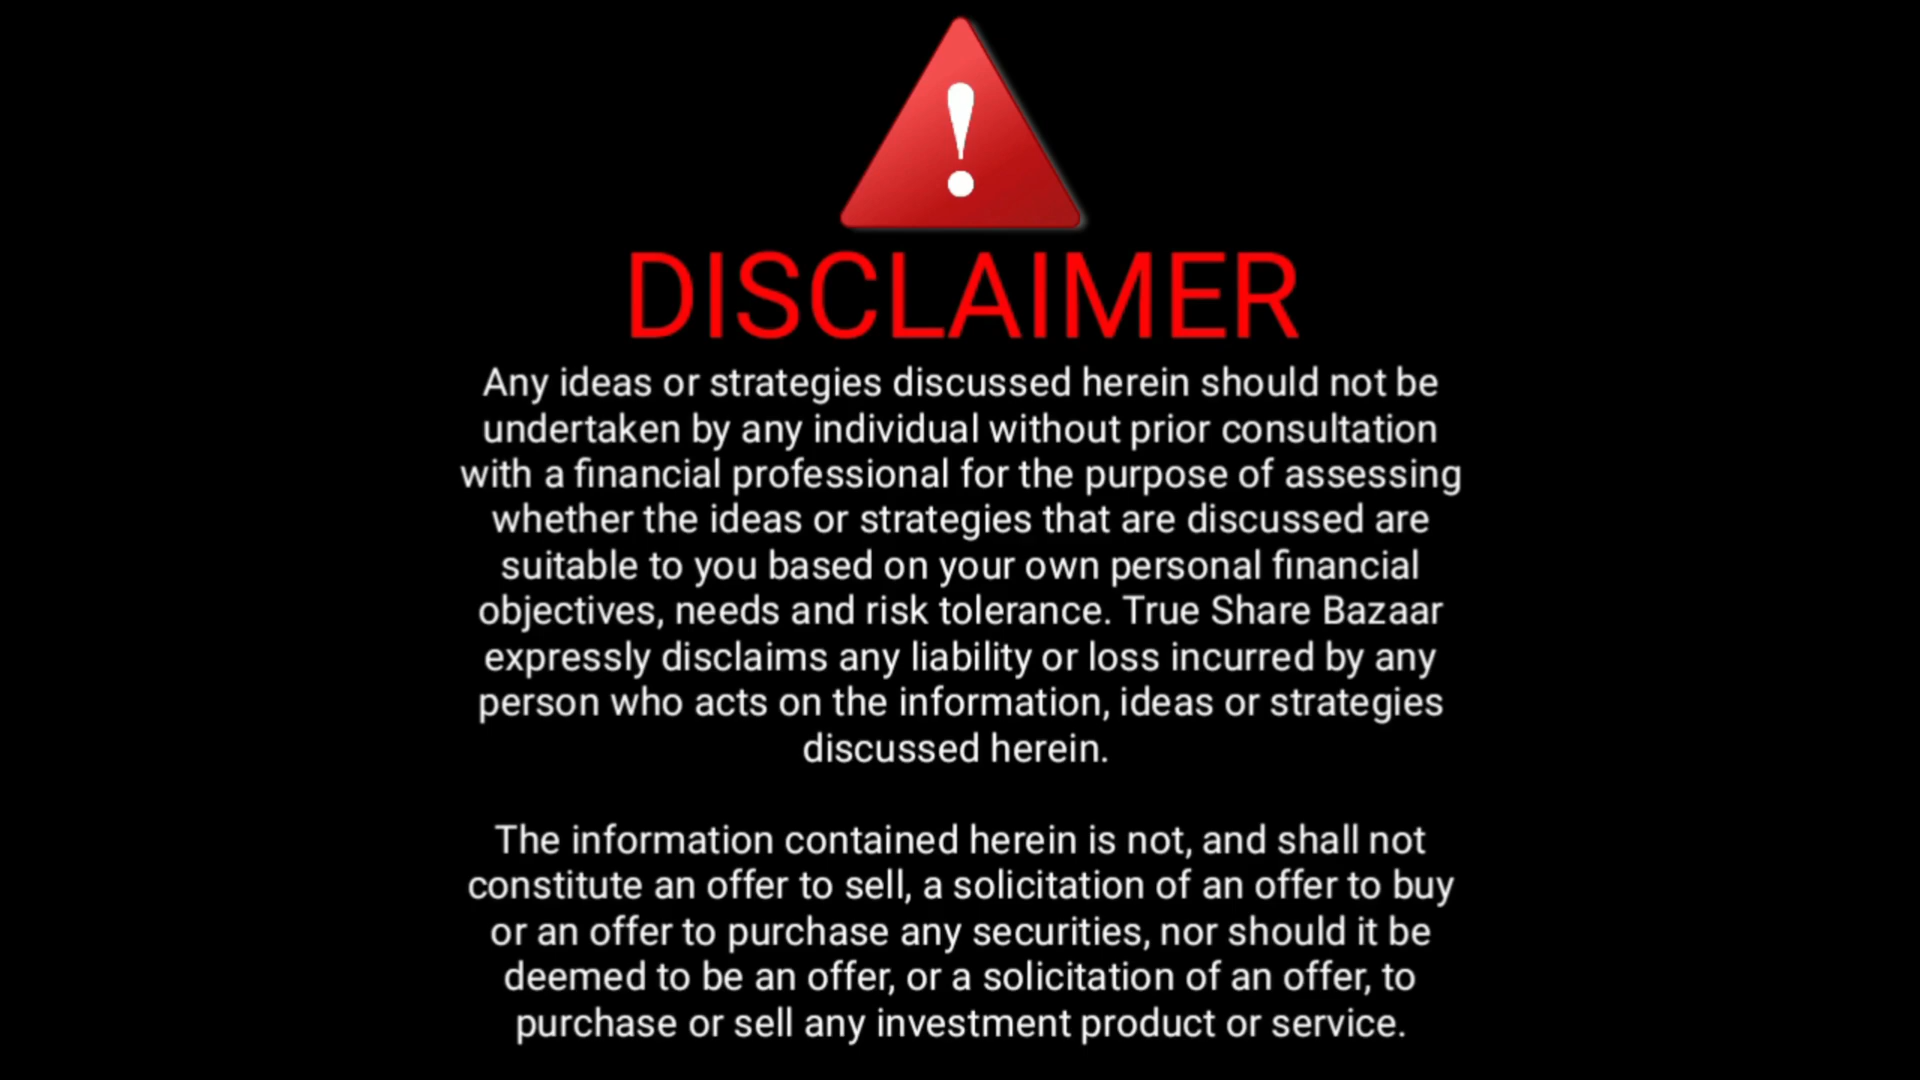 !
DISCLAIMER
Any ideas or strategies discussed herein should not be
undertaken by any individual without prior consultation
with a financial professional for the purpose of assessing
whether the ideas or strategies that are discussed are
suitable to you based on your own personal financial
objectives, needs and risk tolerance. True Share Bazaar
expressly disclaims any liability or loss incurred by any
person who acts on the information, ideas or strategies
discussed herein.
The information contained herein is not, and shall not
constitute an offer to sell, a solicitation of an offer to buy
or an offer to purchase any securities, nor should it be
deemed to be an offer, or a solicitation of an offer, to
purchase or sell any investment product or service.